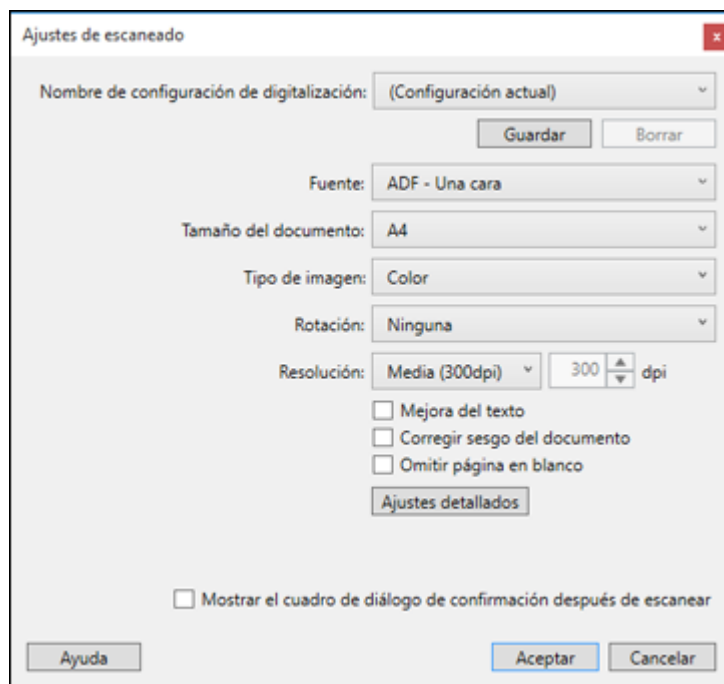 Ajustes de escaneado
Nombre de configuración de digitalización: (Configuración actual)
Guardar Borrar
Fuente: ADF - Una cara
Tamaño del documento: A4
Tipo de imagen: Color
Rotación: Ninguna
Resolución: Media (300dpi) 300 dpi
Mejora del texto
Corregir sesgo del documento
Omitir página en blanco
Ajustes detallados
Mostrar el cuadro de diálogo de confirmación después de escanear
Ayuda Aceptar Cancelar